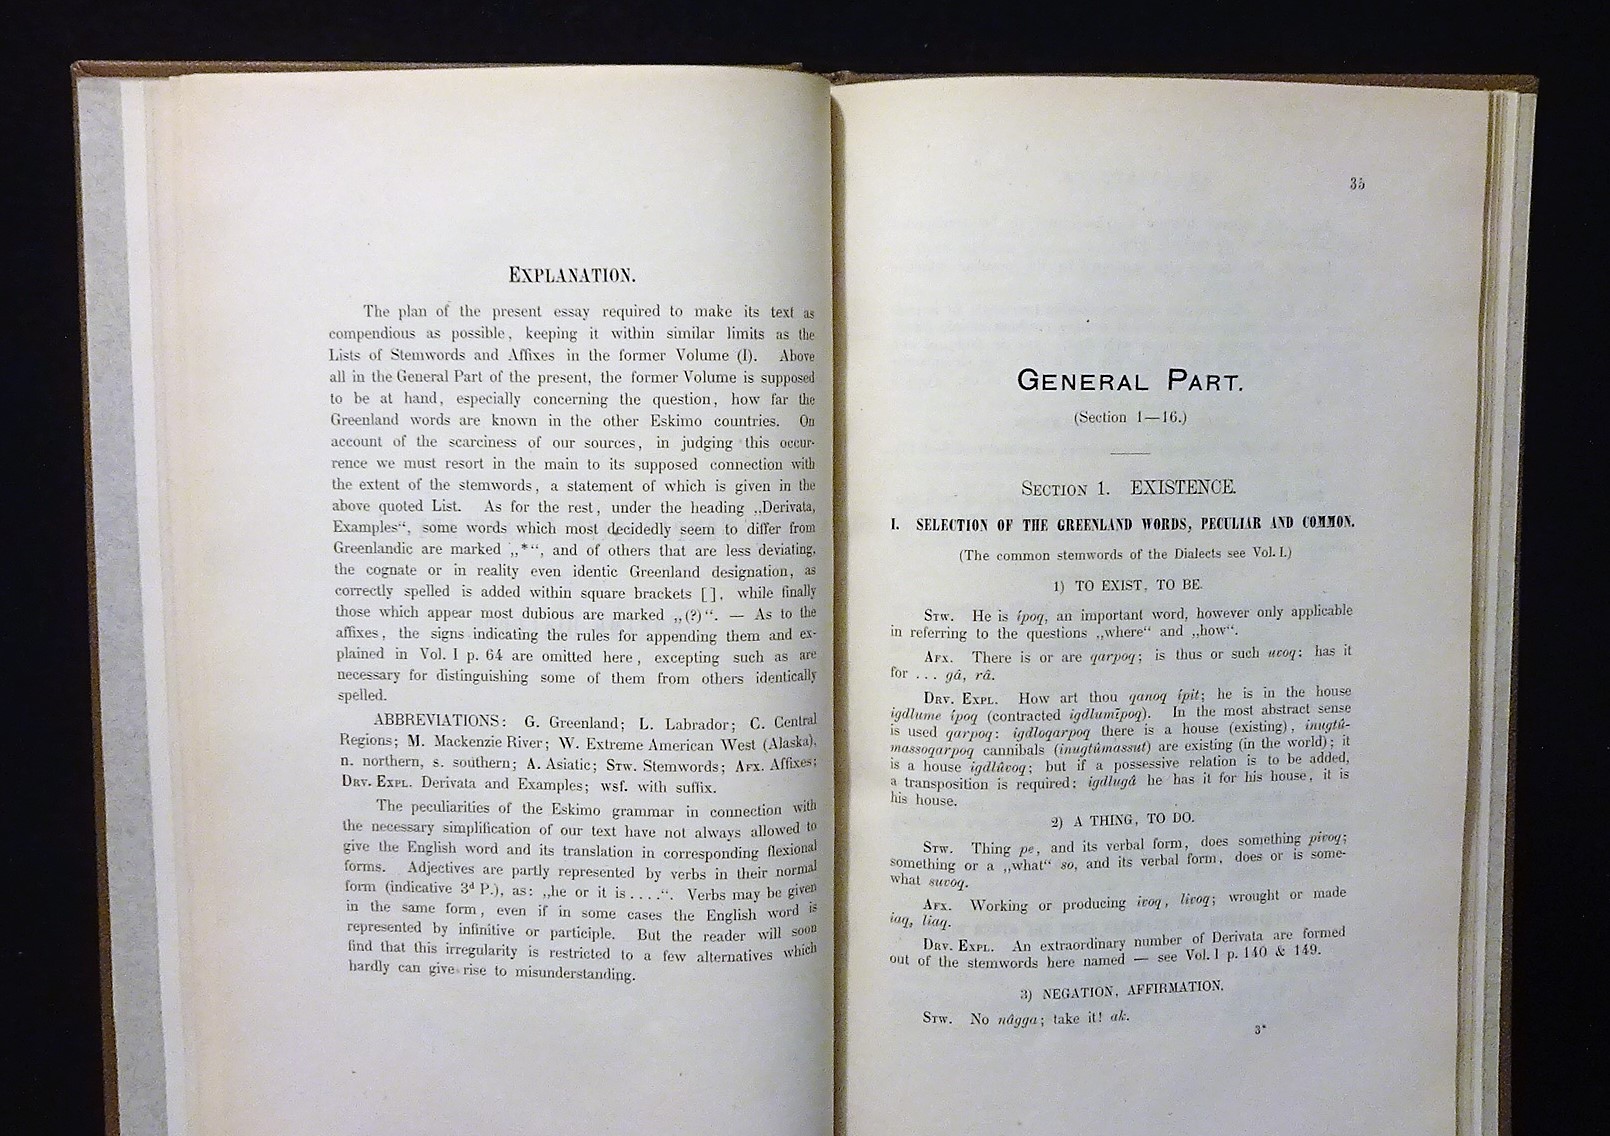 EXPLANATION.
The plan of the present essay required to make its text as
compendious as possible, keeping it within similar limits as the
Lists of Stemwords and Affixes in the former Volume (I). Above
all in the General Part of the present, the former Volume is supposed
to be at hand, especially concerning the question, how far the
Greenland words are known in the other Eskimo countries. On
account of the scarciness of our sources, in judging this occur-
rence we must resort in the main to its supposed connection with
the extent of the stemwords, a statement of which is given in the
above quoted List. As for the rest, under the heading „Derivata,
Examples“, some words which most decidedly seem to differ from
Greenlandic are marked „*“, and of others that are less deviating,
the cognate or in reality even identic Greenland designation, as
correctly spelled is added within square brackets [ ], while finally
those which appear most dubious are marked „(?)“. — As to the
affixes, the signs indicating the rules for appending them and ex-
plained in Vol. I p. 64 are omitted here, excepting such as are
necessary for distinguishing some of them from others identically
spelled.
ABBREVIATIONS: G. Greenland; L. Labrador; C. Central
Regions; M. Mackenzie River; W. Extreme American West (Alaska),
n. northern, s. southern; A. Asiatic; STW. Stemwords; AFX. Affixes;
DRV. EXPL. Derivata and Examples; wsf. with suffix.
The peculiarities of the Eskimo grammar in connection with
the necessary simplification of our text have not always allowed to
give the English word and its translation in corresponding flexional
forms. Adjectives are partly represented by verbs in their normal
form (indicative 3d P.), as: „he or it is . . . .“. Verbs may be given
in the same form, even if in some cases the English word is
represented by infinitive or participle. But the reader will soon
find that this irregularity is restricted to a few alternatives which
hardly can give rise to misunderstanding.
35
GENERAL PART.
(Section 1—16.)
SECTION 1. EXISTENCE.
I. SELECTION OF THE GREENLAND WORDS, PECULIAR AND COMMON.
(The common stemwords of the Dialects see Vol. I.)
1) TO EXIST, TO BE.
STW. He is ípoq, an important word, however only applicable
in referring to the questions „where“ and „how“.
AFX. There is or are qarpoq; is thus or such uvoq: has it
for . . . gâ, râ.
DRV. EXPL. How art thou qanoq ípit; he is in the house
igdlume ípoq (contracted igdlumĩpoq). In the most abstract sense
is used qarpoq: igdloqarpoq there is a house (existing), inugtû-
massoqarpoq cannibals (inugtûmassut) are existing (in the world); it
is a house igdlûvoq; but if a possessive relation is to be added,
a transposition is required: igdlugâ he has it for his house, it is
his house.
2) A THING, TO DO.
STW. Thing pe, and its verbal form, does something pivoq;
something or a „what“ so, and its verbal form, does or is some-
what suvoq.
AFX. Working or producing ivoq, livoq; wrought or made
iaq, liaq.
DRV. EXPL. An extraordinary number of Derivata are formed
out of the stemwords here named — see Vol. I p. 140 & 149.
3) NEGATION, AFFIRMATION.
STW. No nâgga; take it! ak.
3*